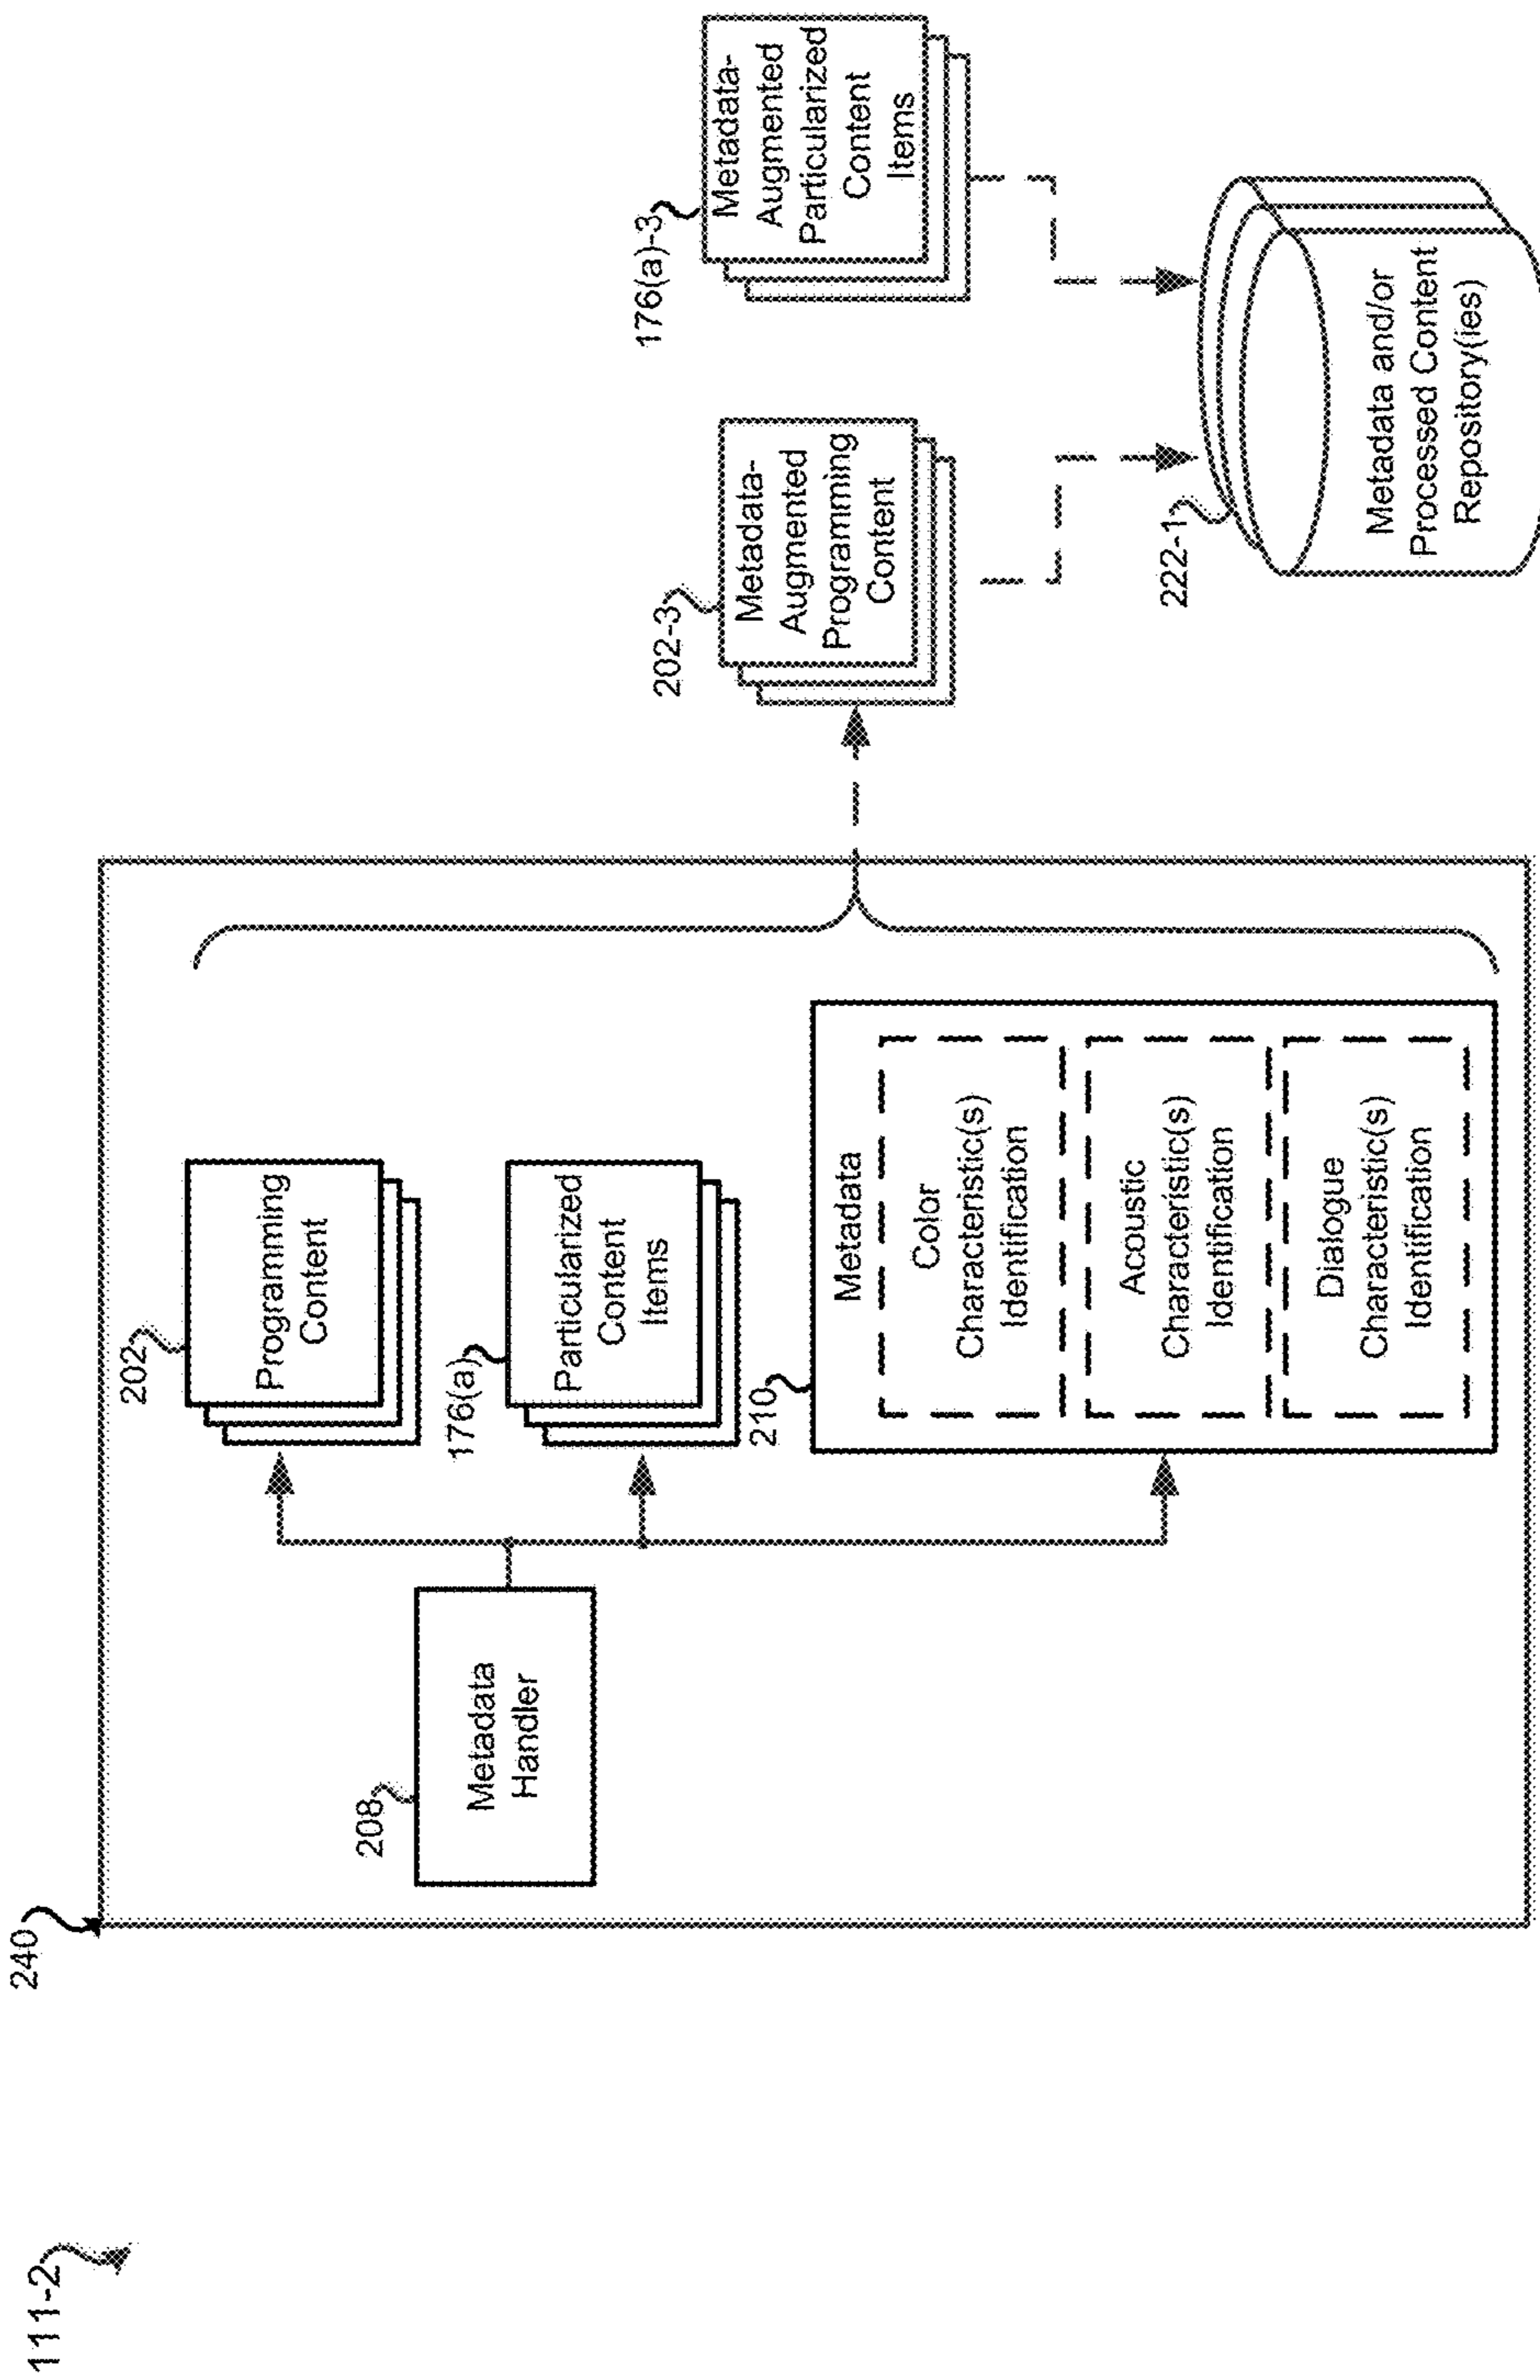 111-2
240
208
Metadata
Handler
202
Programming
Content
176(a)
Particularized
Content
Items
210
Metadata
Color
Characteristic(s)
Identification
Acoustic
Characteristic(s)
Identification
Dialogue
Characteristic(s)
Identification
202-3
Metadata-
Augmented
Programming
Content
176(a)-3
Metadata-
Augmented
Particularized
Content
Items
222-1
Metadata and/or
Processed Content
Repository(ies)